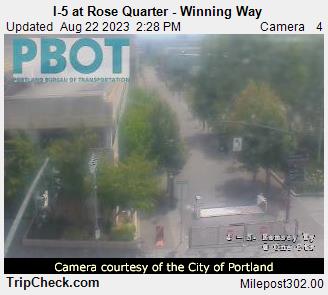 I-5 at Rose Quarter - Winning Way
Updated Aug 22 2023 2:28 PM Camera 4
PBOT
PORTLAND BUREAU OF TRANSPORTATION
Camera courtesy of the City of Portland
TripCheck.com Milepost302.00